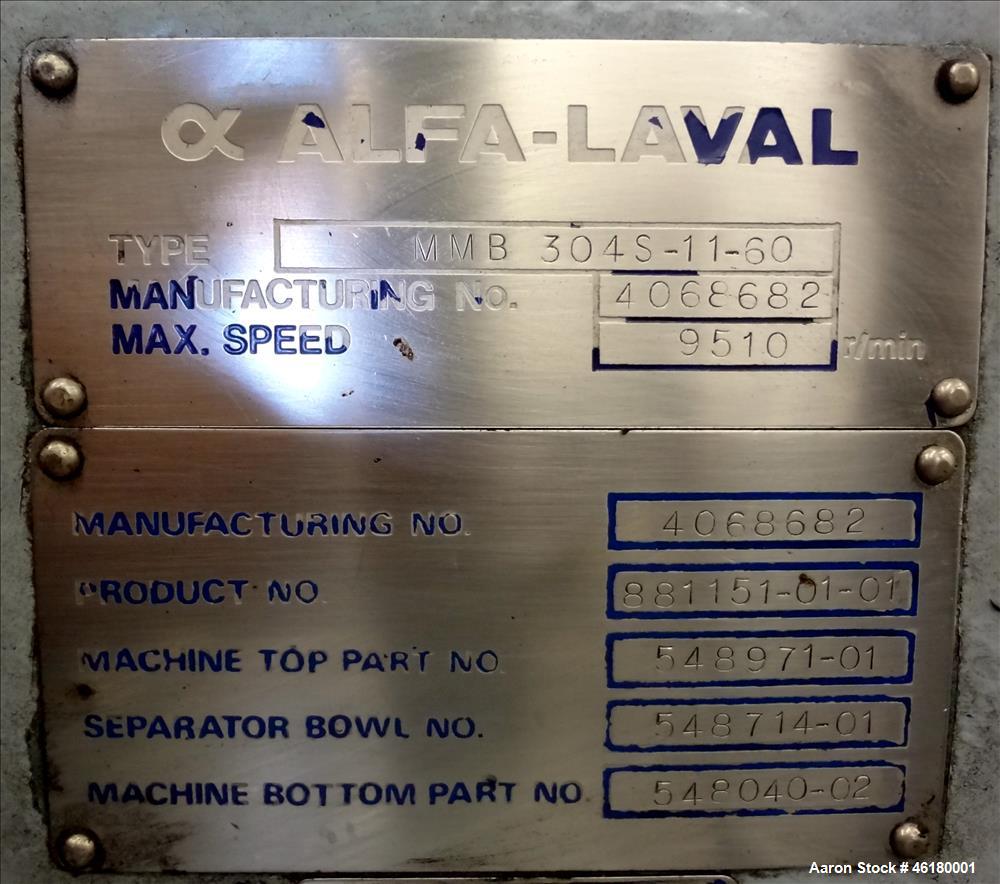 α ALFA-LAVAL
TYPE MMB 304S-11-60
MANUFACTURING No. 4068682
MAX. SPEED 9510 r/min
MANUFACTURING NO. 4068682
PRODUCT NO 881151-01-01
MACHINE TOP PART NO 548971-01
SEPARATOR BOWL NO. 548714-01
MACHINE BOTTOM PART NO 548040-02
Aaron Stock # 46180001